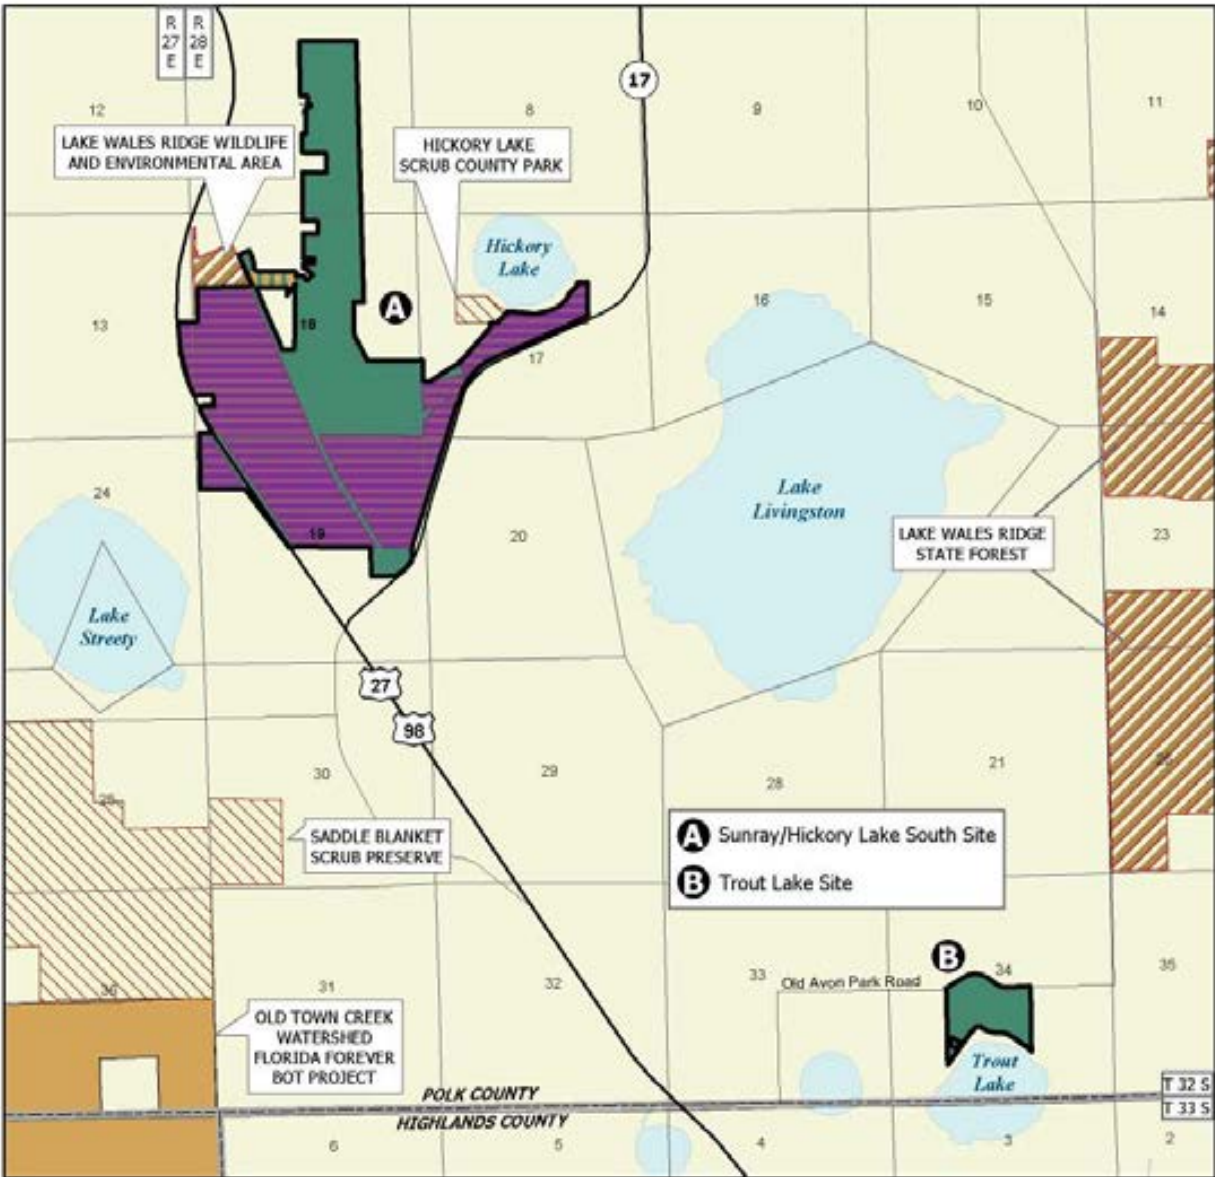 R
27
E
R
28
E
12
7
8
17
9
10
11
LAKE WALES RIDGE WILDLIFE
AND ENVIRONMENTAL AREA
HICKORY LAKE
SCRUB COUNTY PARK
Hickory
Lake
A
13
18
17
16
15
14
24
19
20
Lake
Livingston
LAKE WALES RIDGE
STATE FOREST
23
Lake
Streety
27
98
30
29
28
21
26
25
SADDLE BLANKET
SCRUB PRESERVE
A Sunray/Hickory Lake South Site
B Trout Lake Site
B
36
31
32
33
Old Avon Park Road
34
35
OLD TOWN CREEK
WATERSHED
FLORIDA FOREVER
BOT PROJECT
Trout
Lake
POLK COUNTY
HIGHLANDS COUNTY
T 32 S
T 33 S
6
5
4
3
2